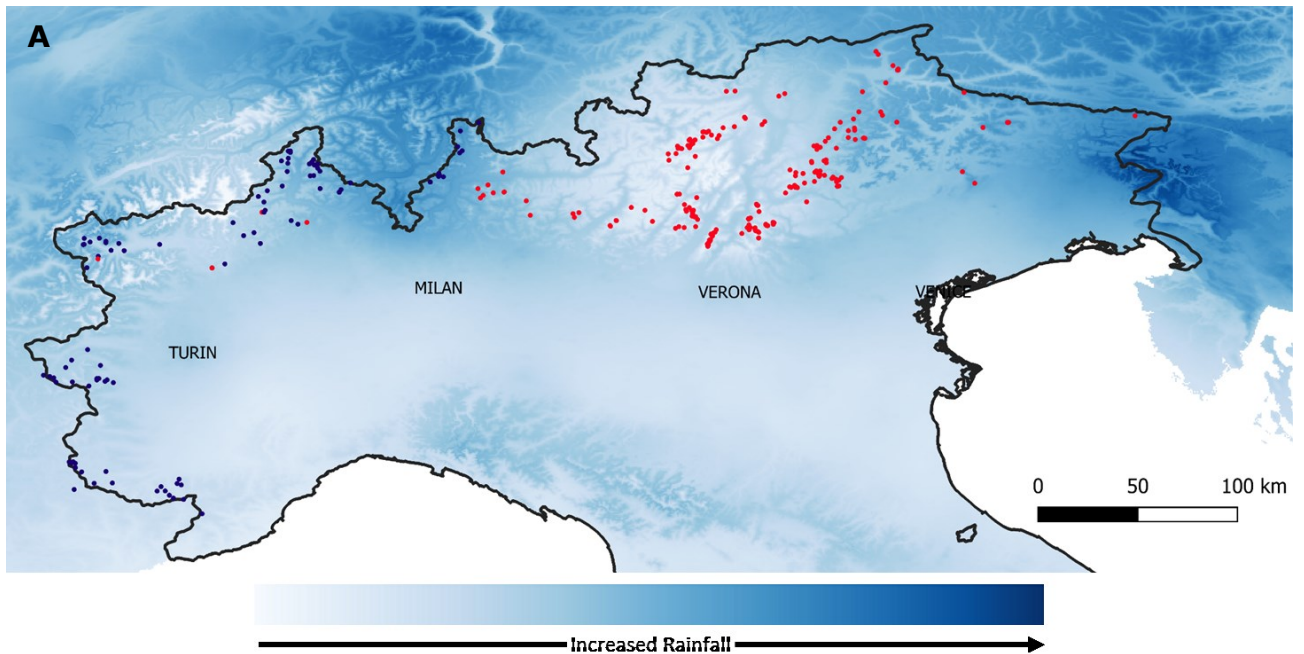 A
MILAN
VERONA
VENICE
TURIN
0 50 100 km
Increased Rainfall